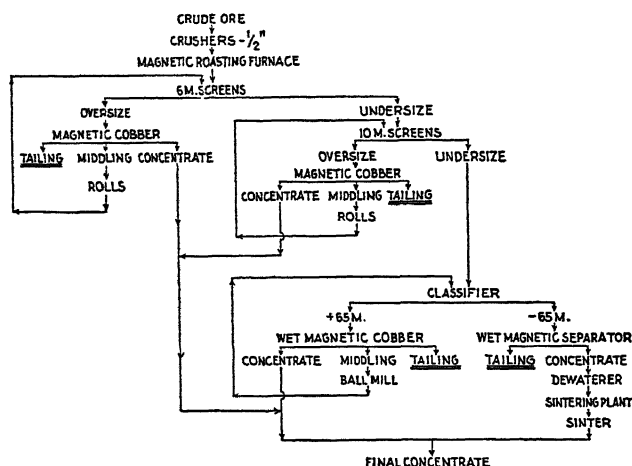 CRUDE ORE
CRUSHERS-1/2"
MAGNETIC ROASTING FURNACE
6 M. SCREENS
OVERSIZE
UNDERSIZE
MAGNETIC COBBER
10 M. SCREENS
TAILING MIDDLING CONCENTRATE
OVERSIZE UNDERSIZE
MAGNETIC COBBER
ROLLS
CONCENTRATE MIDDLING TAILING
ROLLS
CLASSIFIER
+65M. -65M.
WET MAGNETIC COBBER WET MAGNETIC SEPARATOR
CONCENTRATE MIDDLING TAILING TAILING CONCENTRATE
BALL MILL DEWATERER
SINTERING PLANT
SINTER
FINAL CONCENTRATE